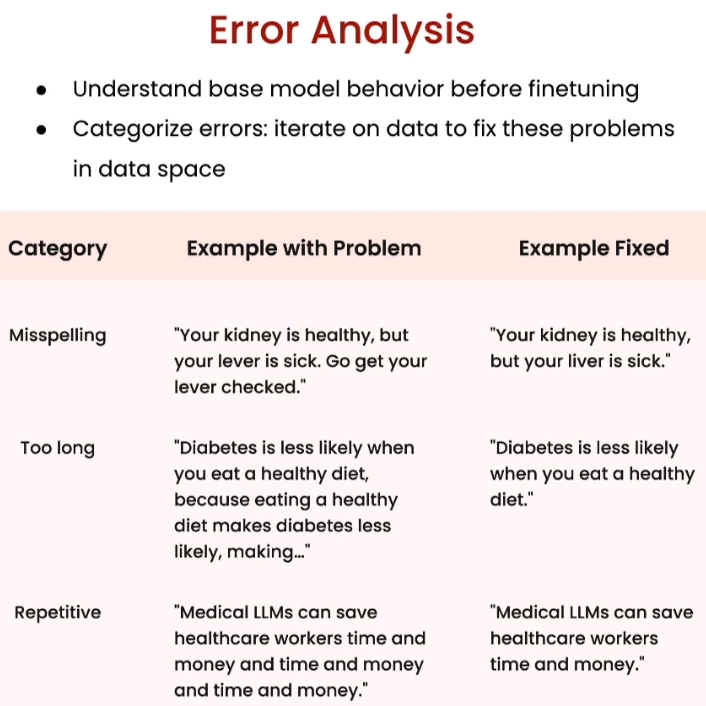 Error Analysis
● Understand base model behavior before finetuning
● Categorize errors: iterate on data to fix these problems
in data space
Category Example with Problem Example Fixed
Misspelling "Your kidney is healthy, but "Your kidney is healthy,
your lever is sick. Go get your but your liver is sick."
lever checked."
Too long "Diabetes is less likely when "Diabetes is less likely
you eat a healthy diet, when you eat a healthy
because eating a healthy diet."
diet makes diabetes less
likely, making..."
Repetitive "Medical LLMs can save "Medical LLMs can save
healthcare workers time and healthcare workers
money and time and money time and money."
and time and money."